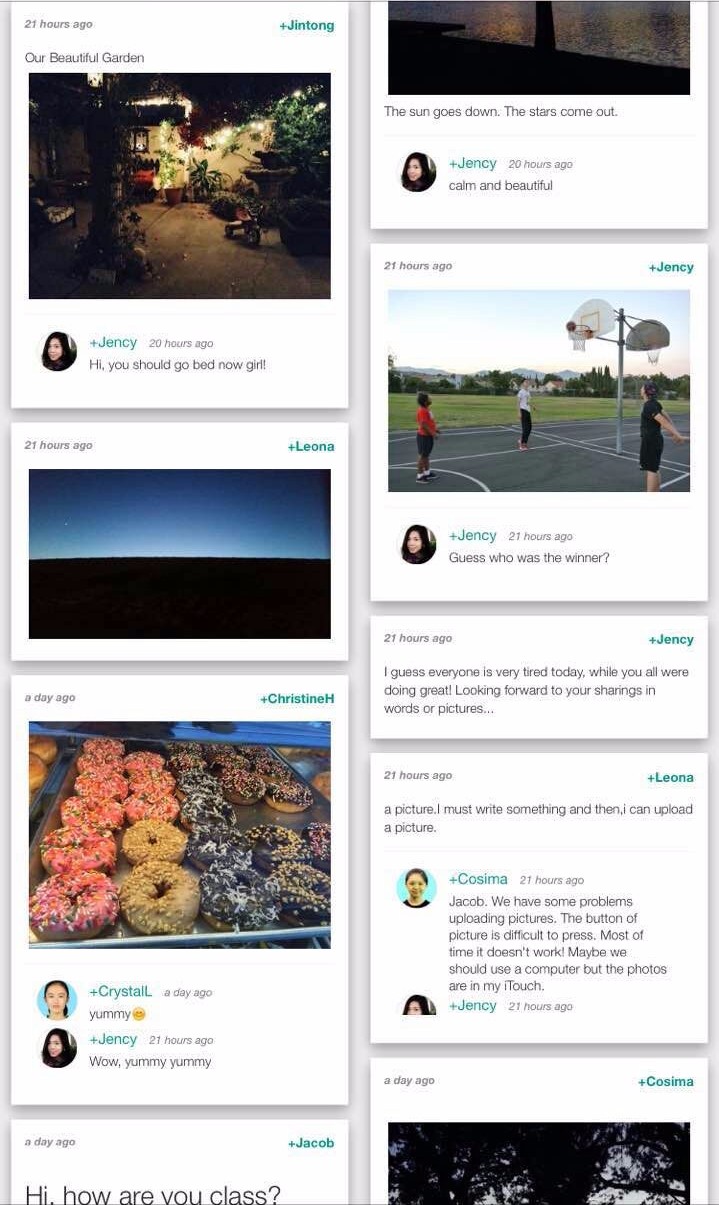 21 hours ago +Jintong
Our Beautiful Garden
+Jency 20 hours ago
Hi, you should go bed now girl!
21 hours ago +Leona
a day ago +ChristineH
+CrystalL a day ago
yummy😊
+Jency 21 hours ago
Wow, yummy yummy
a day ago +Jacob
Hi, how are you class?
The sun goes down. The stars come out.
+Jency 20 hours ago
calm and beautiful
21 hours ago +Jency
+Jency 21 hours ago
Guess who was the winner?
21 hours ago +Jency
I guess everyone is very tired today, while you all were
doing great! Looking forward to your sharings in
words or pictures...
21 hours ago +Leona
a picture.I must write something and then,i can upload
a picture.
+Cosima 21 hours ago
Jacob. We have some problems
uploading pictures. The button of
picture is difficult to press. Most of
time it doesn't work! Maybe we
should use a computer but the photos
are in my iTouch.
+Jency 21 hours ago
a day ago +Cosima